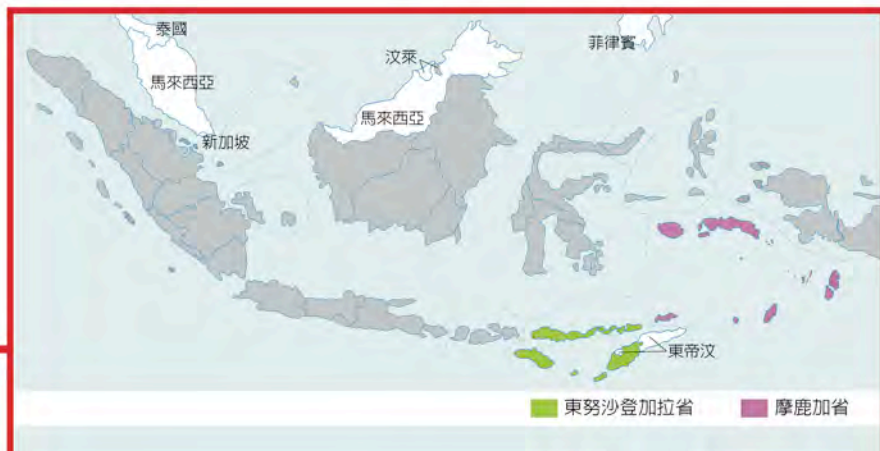 泰國
菲律賓
汶萊
馬來西亞
馬來西亞
新加坡
東帝汶
東努沙登加拉省
摩鹿加省